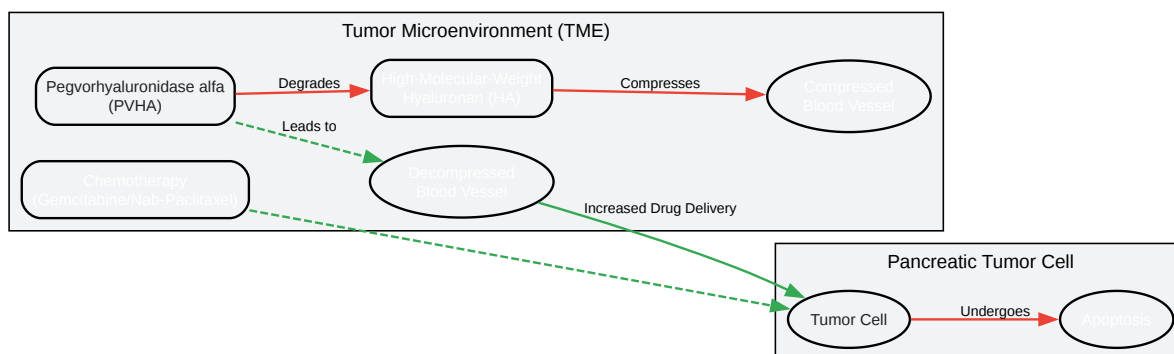 Tumor Microenvironment (TME)
Pegvorhyaluronidase alfa
(PVHA)
Degrades
High-Molecular-Weight
Hyaluronan (HA)
Compresses
Compressed
Blood Vessel
Leads to
Chemotherapy
(Gemcitabine/Nab-Paclitaxel)
Decompressed
Blood Vessel
Increased Drug Delivery
Pancreatic Tumor Cell
Tumor Cell
Undergoes
Apoptosis